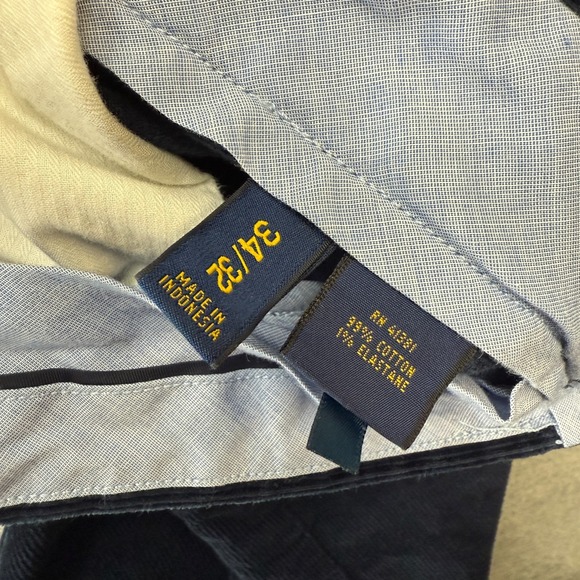 34/32
MADE IN
INDONESIA
RN 41381
99% COTTON
1% ELASTANE